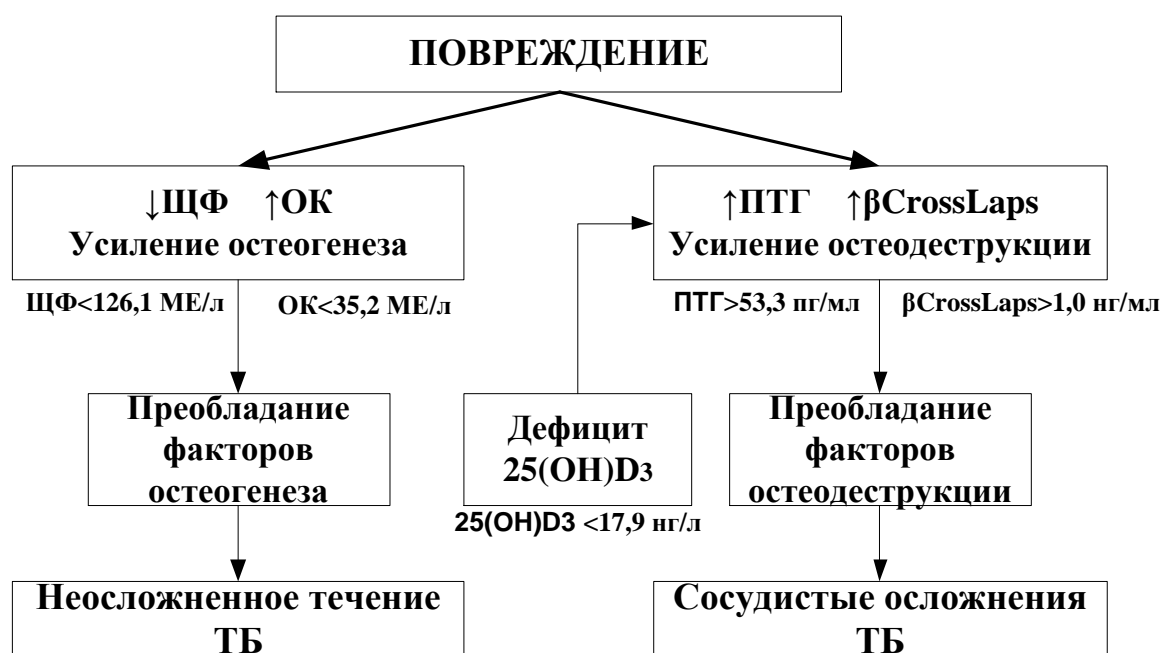 ПОВРЕЖДЕНИЕ
↓ЩФ ↑ОК
Усиление остеогенеза
↑ПТГ ↑βCrossLaps
Усиление остеодеструкции
ЩФ<126,1 МЕ/л
ОК<35,2 МЕ/л
ПТГ>53,3 пг/мл
βCrossLaps>1,0 нг/мл
Преобладание
факторов
остеогенеза
Дефицит
25(ОН)D3
25(ОН)D3 <17,9 нг/л
Преобладание
факторов
остеодеструкции
Неосложненное течение
ТБ
Сосудистые осложнения
ТБ